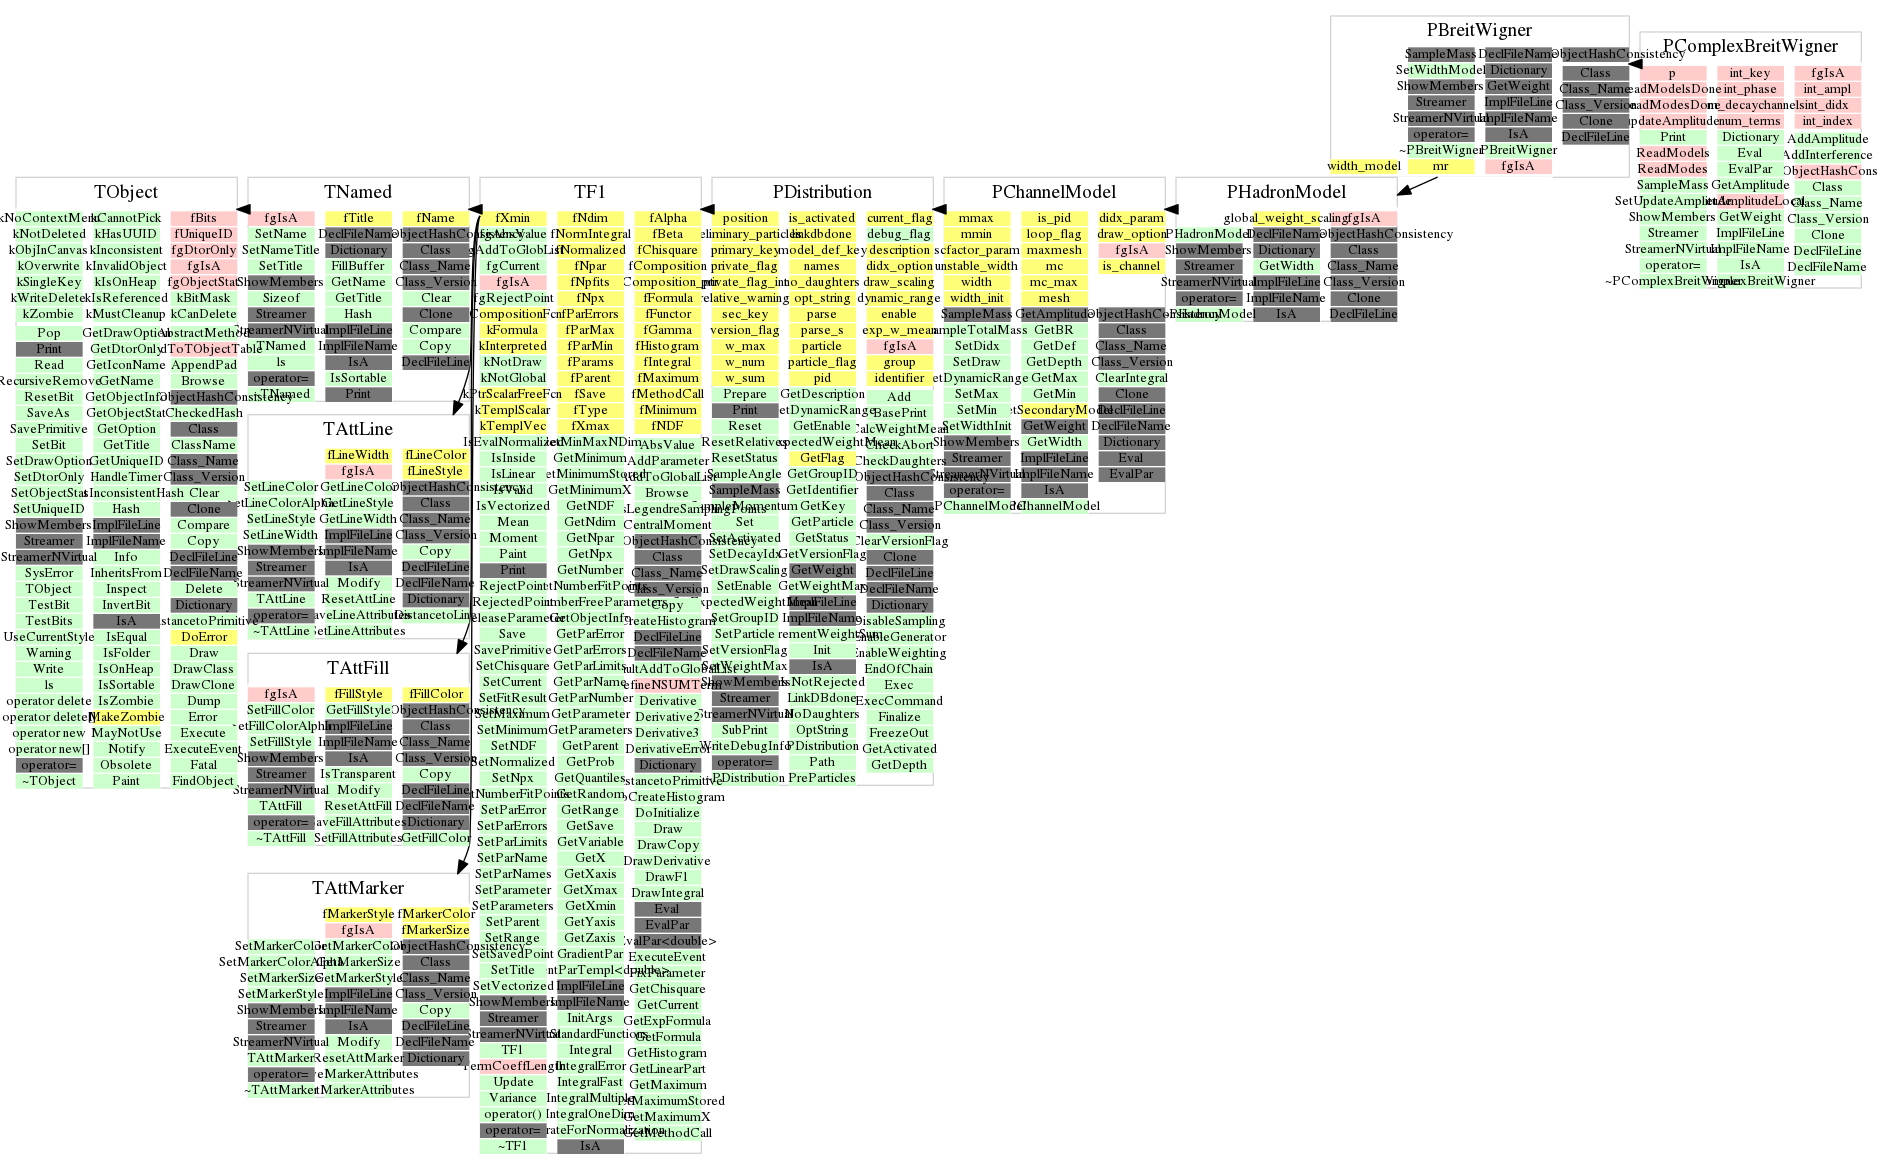 PBreitWigner
SampleMass DeclFileName ObjectHashConsistency
SetWidthModel Dictionary Class
ShowMembers GetWeight Class_Name
Streamer ImplFileLine Class_Version
StreamerNVirtual ImplFileName Clone
operator= IsA DeclFileLine
~PBreitWigner PBreitWigner
width_model mr fgIsA
PComplexBreitWigner
p int_key fgIsA
int_phase int_ampl
int_didx
num_terms int_index
Print Dictionary AddAmplitude
ReadModels Eval AddInterference
ReadModes EvalPar
SampleMass GetAmplitude Class
Class_Name
ShowMembers GetWeight Class_Version
Streamer ImplFileLine Clone
StreamerNVirtual ImplFileName DeclFileLine
operator= IsA DeclFileName
TObject
kNoContextMenu kCannotPick fBits
kNotDeleted kHasUUID fUniqueID
kObjInCanvas kInconsistent fgDtorOnly
kOverwrite kInvalidObject fgIsA
kSingleKey kIsOnHeap fgObjectStat
kWriteDelete kIsReferenced kBitMask
kZombie kMustCleanup kCanDelete
Pop GetDrawOption AbstractMethod
Print GetDtorOnly
Read GetIconName AppendPad
RecursiveRemove GetName Browse
ResetBit GetObjectInfo
SaveAs GetObjectStat CheckedHash
SavePrimitive GetOption Class
SetBit GetTitle ClassName
SetDrawOption GetUniqueID Class_Name
SetDtorOnly HandleTimer Class_Version
SetObjectStat HasInconsistentHash Clear
SetUniqueID Hash Clone
ShowMembers ImplFileLine Compare
Streamer ImplFileName Copy
StreamerNVirtual Info DeclFileLine
SysError InheritsFrom DeclFileName
TObject Inspect Delete
TestBit InvertBit Dictionary
TestBits IsA DistancetoPrimitive
UseCurrentStyle IsEqual DoError
Warning IsFolder Draw
Write IsOnHeap DrawClass
ls IsSortable DrawClone
operator delete IsZombie Dump
operator delete[] MakeZombie Error
operator new MayNotUse Execute
operator new[] Notify ExecuteEvent
operator= Obsolete Fatal
~TObject Paint FindObject
TNamed
fgIsA fTitle fName
SetName DeclFileName ObjectHashConsistency
SetNameTitle Dictionary Class
SetTitle FillBuffer Class_Name
ShowMembers GetName Class_Version
Sizeof GetTitle Clear
Streamer Hash Clone
StreamerNVirtual ImplFileLine Compare
TNamed ImplFileName Copy
ls IsA DeclFileLine
operator= IsSortable
~TNamed Print
TAttLine
fLineWidth fLineColor
fgIsA fLineStyle
SetLineColor GetLineColor ObjectHashConsistency
GetLineStyle Class
SetLineStyle GetLineWidth Class_Name
SetLineWidth ImplFileLine Class_Version
ShowMembers ImplFileName Copy
Streamer IsA DeclFileLine
StreamerNVirtual Modify DeclFileName
TAttLine ResetAttLine Dictionary
operator= SaveLineAttributes DistancetoLine
~TAttLine SetLineAttributes
TAttFill
fgIsA fFillStyle fFillColor
SetFillColor GetFillStyle ObjectHashConsistency
ImplFileLine Class
SetFillStyle ImplFileName Class_Name
ShowMembers IsA Class_Version
Streamer IsTransparent Copy
StreamerNVirtual Modify DeclFileLine
TAttFill ResetAttFill DeclFileName
operator= SaveFillAttributes Dictionary
~TAttFill SetFillAttributes GetFillColor
TAttMarker
fMarkerStyle fMarkerColor
fgIsA fMarkerSize
SetMarkerColor GetMarkerColor ObjectHashConsistency
SetMarkerColorAlpha GetMarkerSize Class
SetMarkerSize GetMarkerStyle Class_Name
SetMarkerStyle ImplFileLine Class_Version
ShowMembers ImplFileName Copy
Streamer IsA DeclFileLine
StreamerNVirtual Modify DeclFileName
TAttMarker ResetAttMarker Dictionary
operator= SaveMarkerAttributes
~TAttMarker SetMarkerAttributes
TF1
fXmin fNdim fAlpha
fNormIntegral fBeta
fNormalized fChisquare
fgCurrent fNpar fComposition
fgIsA fNpfits
fgRejectPoint fNpx fFormula
fParErrors fFunctor
kFormula fParMax fGamma
kInterpreted fParMin fHistogram
kNotDraw fParams fIntegral
kNotGlobal fParent fMaximum
kPtrScalarFreeFcn fSave fMethodCall
kTemplScalar fType fMinimum
kTemplVec fXmax fNDF
IsEvalNormalized GetMinMaxNDim AbsValue
IsInside GetMinimum AddParameter
IsLinear GetMinimumStored AddToGlobalList
IsValid GetMinimumX Browse
IsVectorized GetNDF
Mean GetNdim CentralMoment
Moment GetNpar ObjectHashConsistency
Paint GetNpx Class
Print GetNumber Class_Name
RejectPoint GetNumberFitPoints Class_Version
RejectedPoint GetNumberFreeParameters Copy
ReleaseParameter GetObjectInfo CreateHistogram
Save GetParError DeclFileLine
SavePrimitive GetParErrors DeclFileName
SetChisquare GetParLimits DefaultAddToGlobalList
SetCurrent GetParName DefineNSUMTerm
SetFitResult GetParNumber Derivative
SetMaximum GetParameter Derivative2
SetMinimum GetParameters Derivative3
SetNDF GetParent DerivativeError
SetNormalized GetProb Dictionary
SetNpx GetQuantiles DistancetoPrimitive
SetNumberFitPoints GetRandom DoCreateHistogram
SetParError GetRange DoInitialize
SetParErrors GetSave Draw
SetParLimits GetVariable DrawCopy
SetParName GetX DrawDerivative
SetParNames GetXaxis DrawF1
SetParameter GetXmax DrawIntegral
SetParameters GetXmin Eval
SetParent GetYaxis EvalPar
SetRange GetZaxis EvalPar<double>
SetSavedPoint GradientPar ExecuteEvent
SetTitle GradientParTempl<double> FixParameter
SetVectorized ImplFileLine GetChisquare
ShowMembers ImplFileName GetCurrent
Streamer InitArgs GetExpFormula
StreamerNVirtual InitStandardFunctions GetFormula
TF1 Integral GetHistogram
TermCoeffLength IntegralError GetLinearPart
Update IntegralFast GetMaximum
Variance IntegralMultiple GetMaximumStored
operator() IntegralOneDim GetMaximumX
operator= GetMethodCall
~TF1 IsA
PDistribution
position is_activated current_flag
linkdbdone debug_flag
primary_key model_def_key description
private_flag names didx_option
private_flag_int no_daughters draw_scaling
relative_warning opt_string dynamic_range
sec_key parse enable
version_flag parse_s exp_w_mean
w_max particle fgIsA
w_num particle_flag group
w_sum pid identifier
Prepare GetDescription Add
Print GetDynamicRange BasePrint
Reset GetEnable CalcWeightMean
ResetRelatives GetExpectedWeightMean CheckAbort
ResetStatus GetFlag CheckDaughters
SampleAngle GetGroupID ObjectHashConsistency
SampleMass GetIdentifier Class
SampleMomentum GetKey Class_Name
Set GetParticle Class_Version
SetActivated GetStatus ClearVersionFlag
SetDecayIdx GetVersionFlag Clone
SetDrawScaling GetWeight DeclFileLine
SetEnable GetWeightMax DeclFileName
SetExpectedWeightMean ImplFileLine Dictionary
SetGroupID ImplFileName DisableSampling
SetParticle IncrementWeightSum EnableGenerator
SetVersionFlag Init EnableWeighting
SetWeightMax IsA EndOfChain
ShowMembers IsNotRejected Exec
Streamer LinkDBdone ExecCommand
StreamerNVirtual NoDaughters Finalize
SubPrint OptString FreezeOut
WriteDebugInfo PDistribution GetActivated
operator= Path GetDepth
~PDistribution PreParticles
PChannelModel
mmax is_pid didx_param
mmin loop_flag draw_option
scfactor_param maxmesh fgIsA
unstable_width mc is_channel
width mc_max
width_init mesh
SampleMass GetAmplitude ObjectHashConsistency
SampleTotalMass GetBR Class
SetDidx GetDef Class_Name
SetDraw GetDepth Class_Version
SetDynamicRange GetMax ClearIntegral
SetMax GetMin Clone
SetMin GetSecondaryModel DeclFileLine
SetWidthInit GetWeight DeclFileName
ShowMembers GetWidth Dictionary
Streamer ImplFileLine Eval
StreamerNVirtual ImplFileName EvalPar
operator= IsA
~PChannelModel PChannelModel
PHadronModel
global_weight_scaling fgIsA
PHadronModel DeclFileName ObjectHashConsistency
ShowMembers Dictionary Class
Streamer GetWidth Class_Name
StreamerNVirtual ImplFileLine Class_Version
operator= ImplFileName Clone
~PHadronModel IsA DeclFileLine